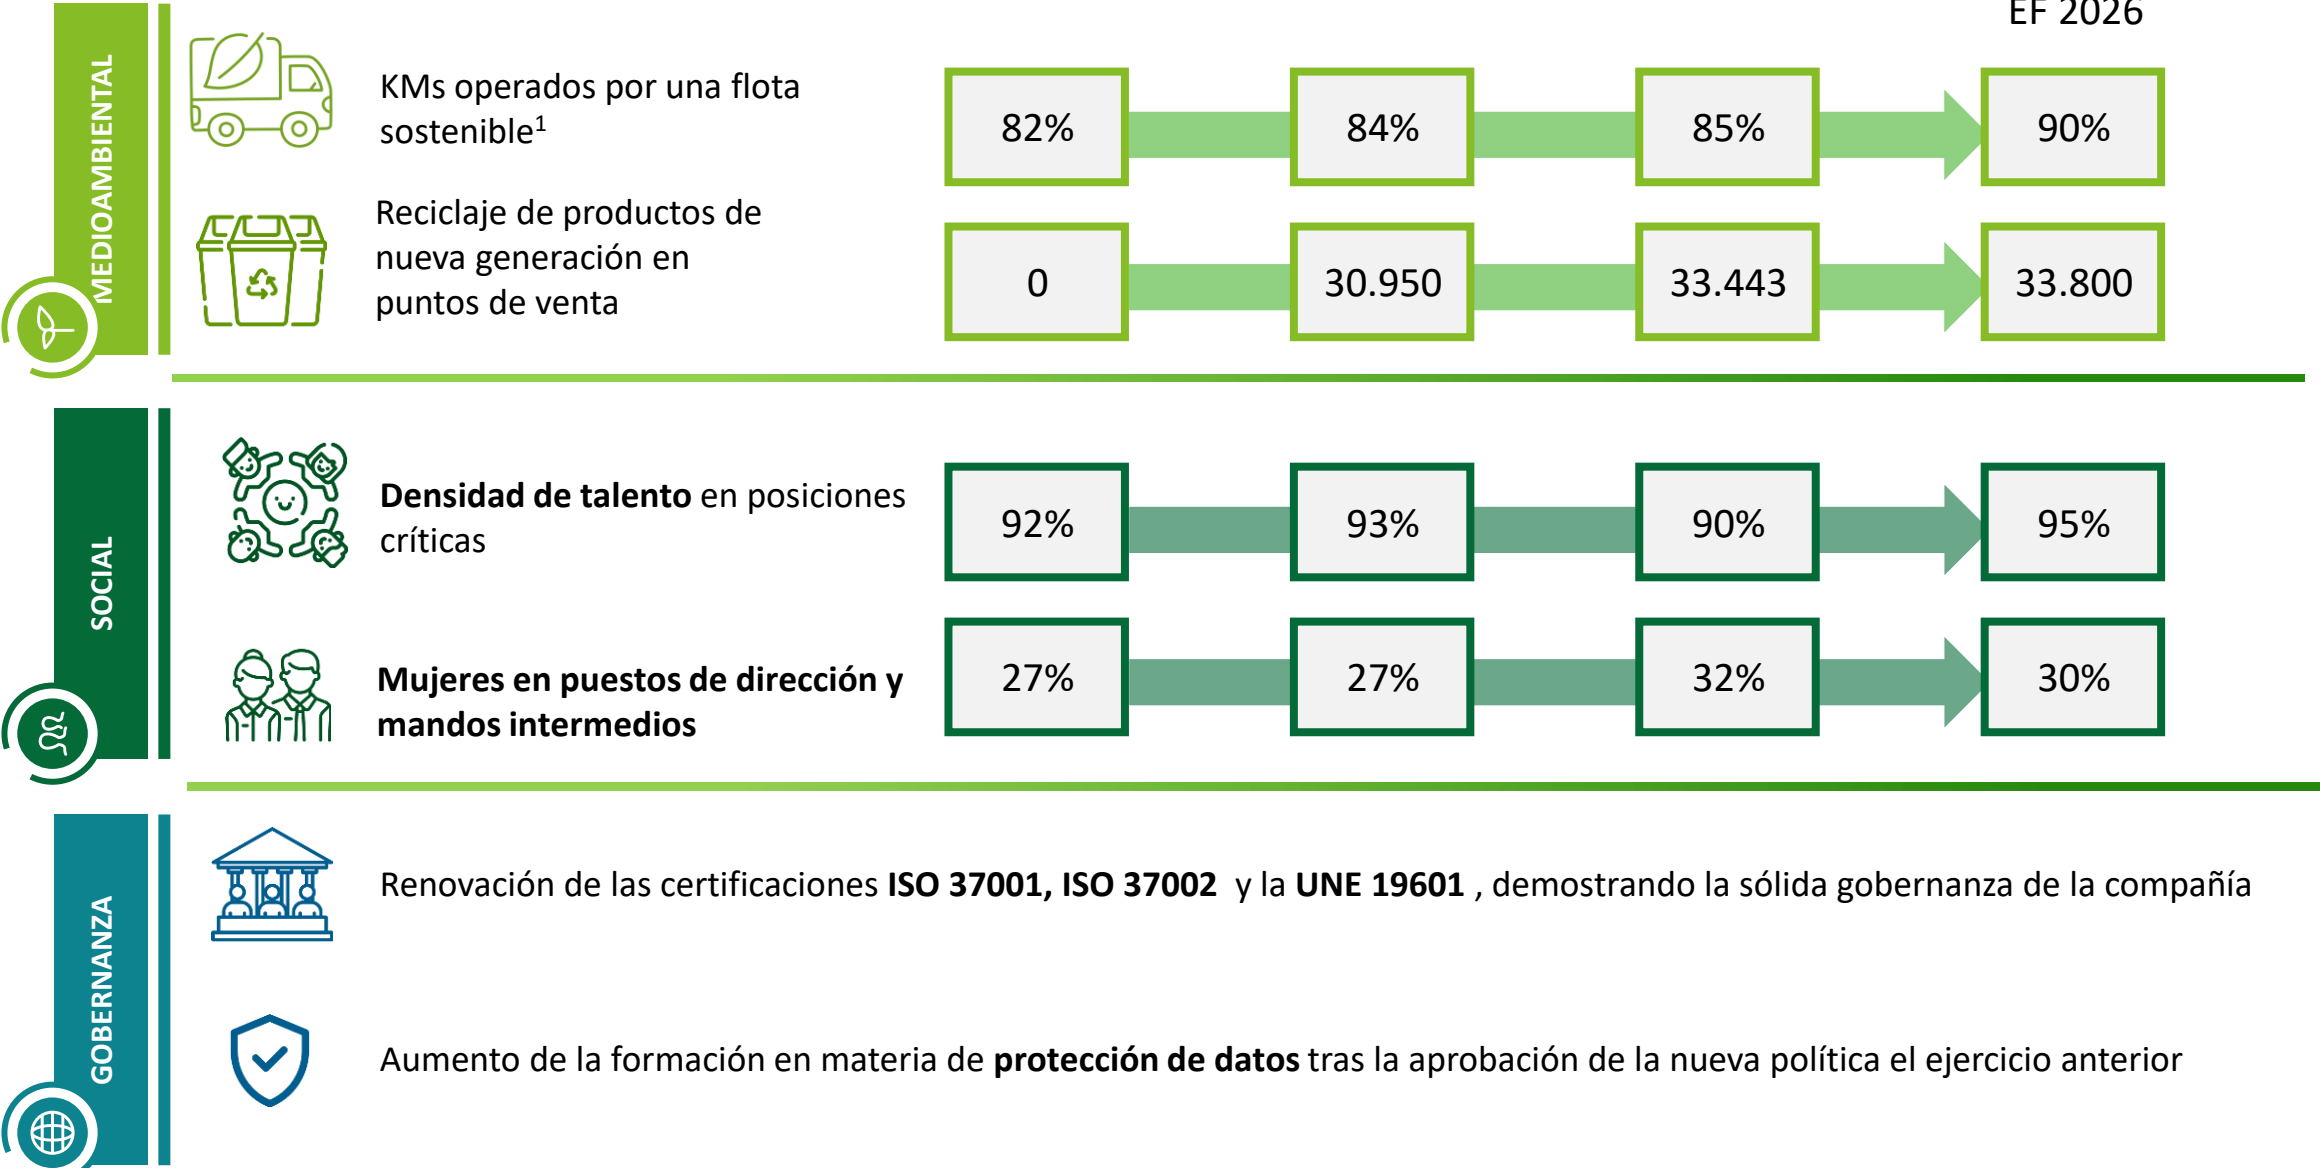 EF 2026
MEDIOAMBIENTAL
KMs operados por una flota
sostenible¹
82%
84%
85%
90%
Reciclaje de productos de
nueva generación en
puntos de venta
0
30.950
33.443
33.800
SOCIAL
Densidad de talento en posiciones
críticas
92%
93%
90%
95%
Mujeres en puestos de dirección y
mandos intermedios
27%
27%
32%
30%
GOBERNANZA
Renovación de las certificaciones ISO 37001, ISO 37002 y la UNE 19601 , demostrando la sólida gobernanza de la compañía
Aumento de la formación en materia de protección de datos tras la aprobación de la nueva política el ejercicio anterior